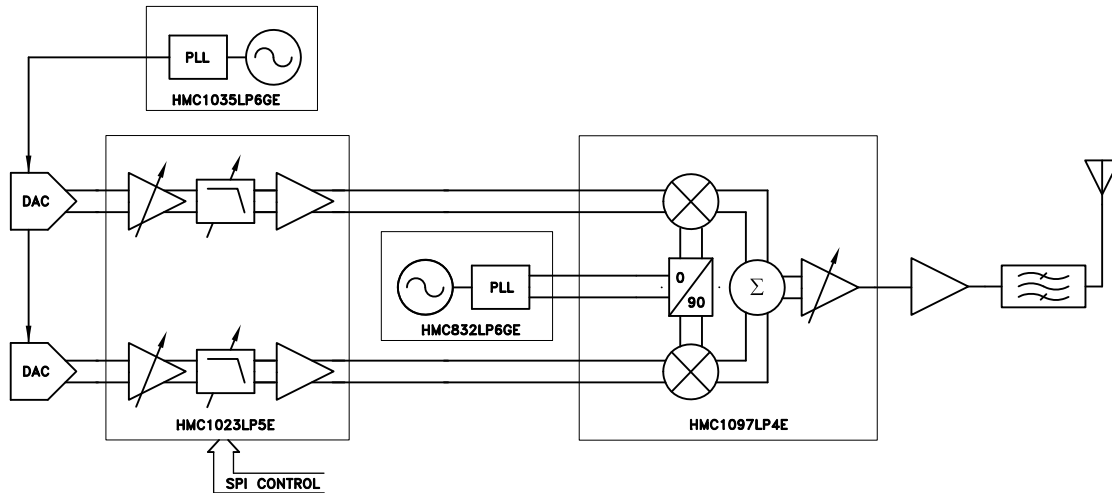 PLL
HMC1035LP6GE
DAC
0
90
Σ
PLL
HMC832LP6GE
DAC
HMC1023LP5E
HMC1097LP4E
SPI CONTROL